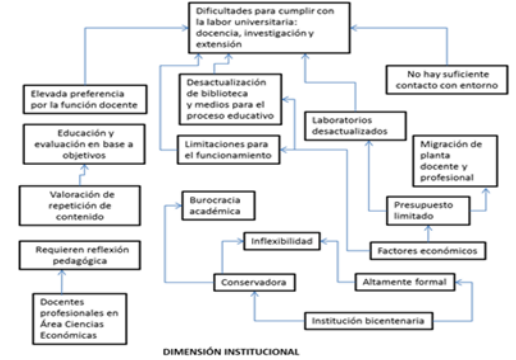 Dificultades para cumplir con
la labor universitaria:
docencia, investigación y
extensión
Elevada preferencia
por la función docente
Desactualización
de biblioteca
y medios para el
proceso educativo
No hay suficiente
contacto con entorno
Laboratorios
desactualizados
Educación y
evaluación en base a
objetivos
Limitaciones para
el funcionamiento
Migración de
planta
docente y
profesional
Valoración de
repetición de
contenido
Burocracia
académica
Presupuesto
limitado
Requieren reflexión
pedagógica
Inflexibilidad
Factores económicos
Conservadora
Altamente formal
Docentes
profesionales en
Área Ciencias
Económicas
Institución bicentenaria
DIMENSIÓN INSTITUCIONAL